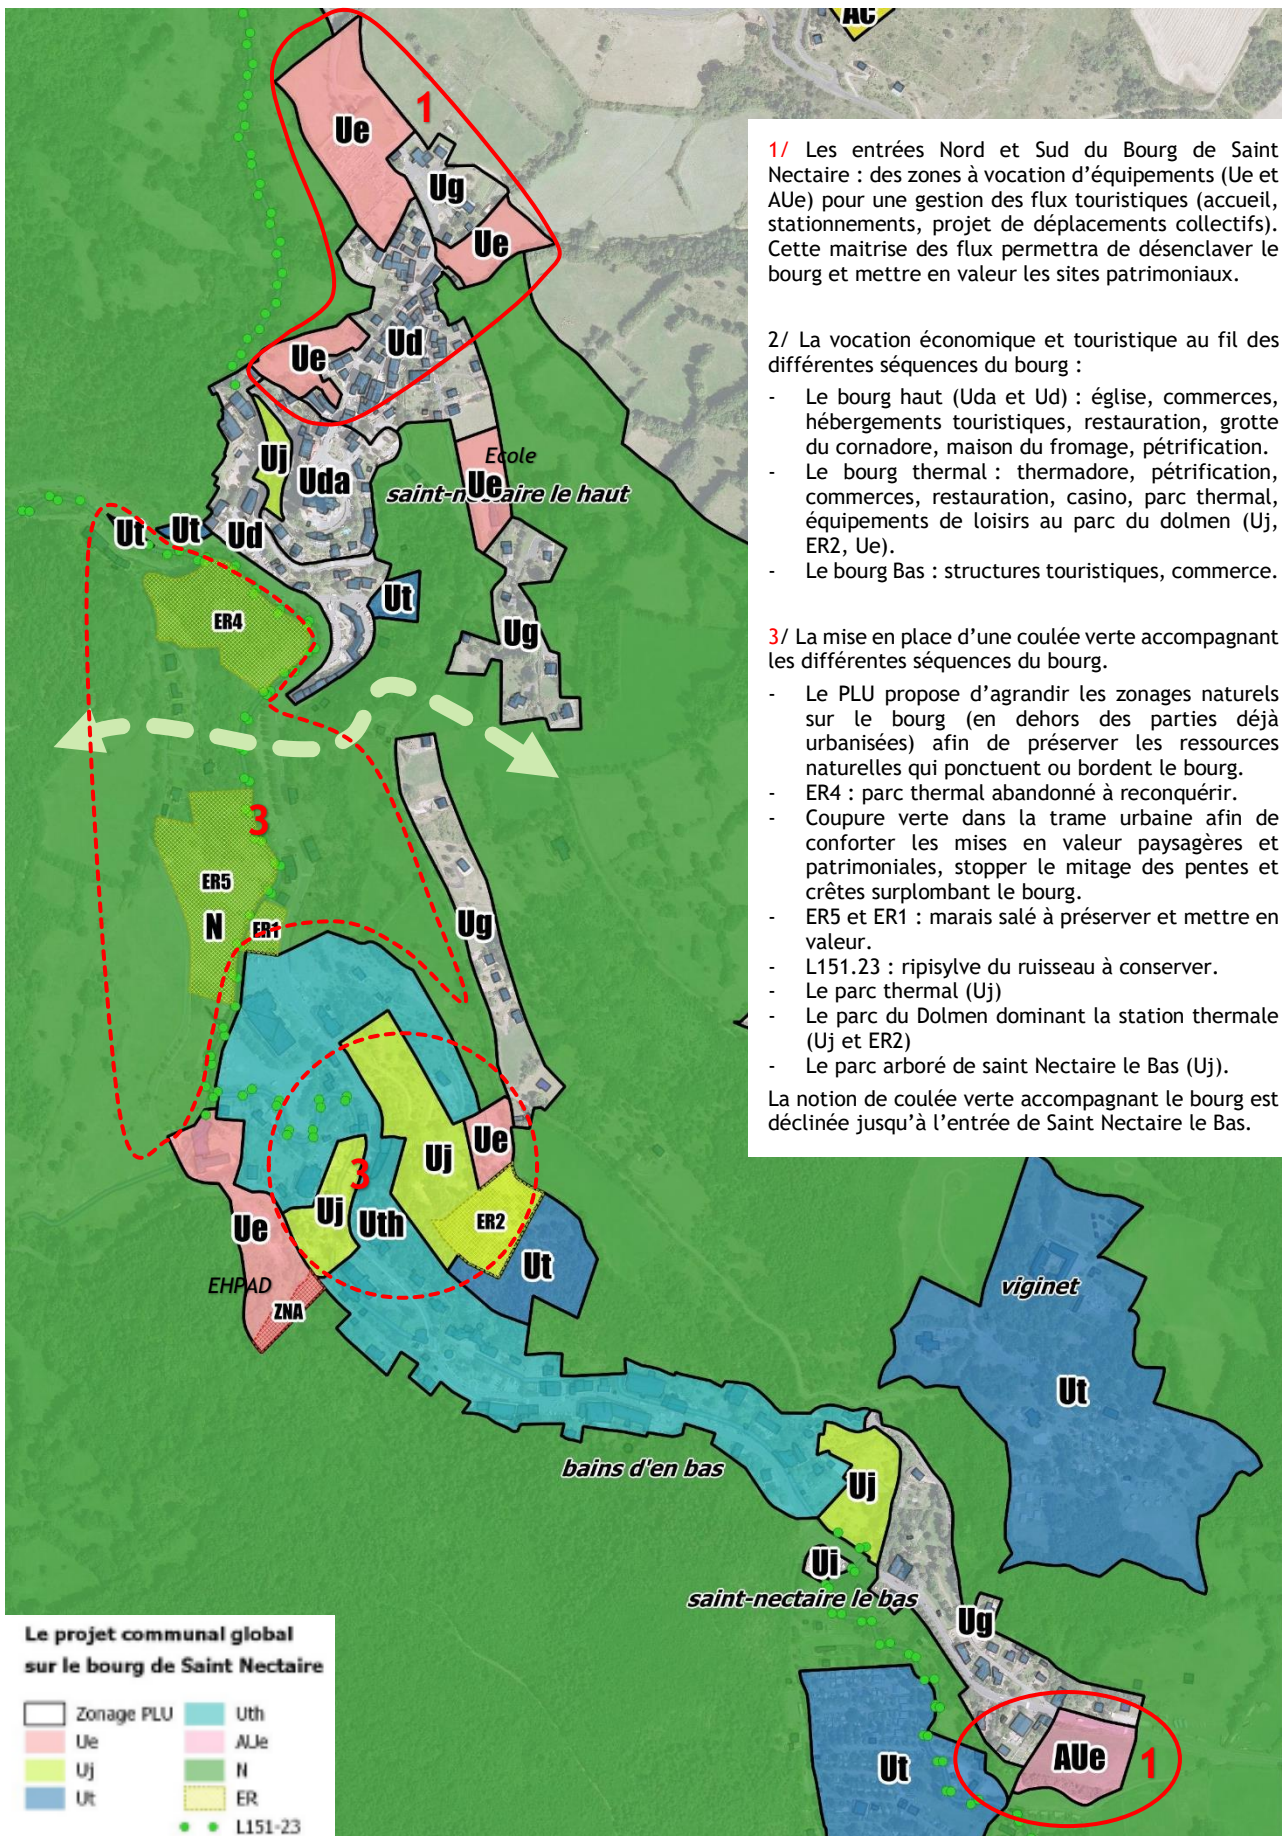 AC
1
Ue
Ug
Ue
Ud
Ue
Uj
Uda
Ecole
Ue
saint-nectaire le haut
Ut
Ut
Ud
Ut
ER4
Ug
3
ER5
N
ER1
Ug
Ue
Uj
3
Uj
Uth
ER2
Ue
Ut
EHPAD
ZNA
viginet
Ut
bains d'en bas
Uj
Ui
saint-nectaire le bas
Ug
Ut
AUe
1
1/ Les entrées Nord et Sud du Bourg de Saint
Nectaire : des zones à vocation d’équipements (Ue et
AUe) pour une gestion des flux touristiques (accueil,
stationnements, projet de déplacements collectifs).
Cette maitrise des flux permettra de désenclaver le
bourg et mettre en valeur les sites patrimoniaux.
2/ La vocation économique et touristique au fil des
différentes séquences du bourg :
- Le bourg haut (Uda et Ud) : église, commerces,
hébergements touristiques, restauration, grotte
du cornadore, maison du fromage, pétrification.
- Le bourg thermal : thermadore, pétrification,
commerces, restauration, casino, parc thermal,
équipements de loisirs au parc du dolmen (Uj,
ER2, Ue).
- Le bourg Bas : structures touristiques, commerce.
3/ La mise en place d’une coulée verte accompagnant
les différentes séquences du bourg.
- Le PLU propose d’agrandir les zonages naturels
sur le bourg (en dehors des parties déjà
urbanisées) afin de préserver les ressources
naturelles qui ponctuent ou bordent le bourg.
- ER4 : parc thermal abandonné à reconquérir.
- Coupure verte dans la trame urbaine afin de
conforter les mises en valeur paysagères et
patrimoniales, stopper le mitage des pentes et
crêtes surplombant le bourg.
- ER5 et ER1 : marais salé à préserver et mettre en
valeur.
- L151.23 : ripisylve du ruisseau à conserver.
- Le parc thermal (Uj)
- Le parc du Dolmen dominant la station thermale
(Uj et ER2)
- Le parc arboré de saint Nectaire le Bas (Uj).
La notion de coulée verte accompagnant le bourg est
déclinée jusqu’à l’entrée de Saint Nectaire le Bas.
Le projet communal global
sur le bourg de Saint Nectaire
Zonage PLU
Ue
Uj
Ut
Uth
AUe
N
ER
L151-23